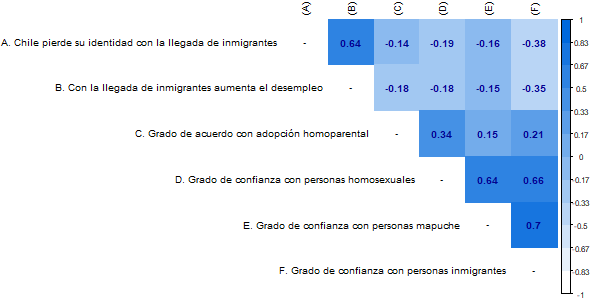 (A) (B) (C) (D) (E) (F)
A. Chile pierde su identidad con la llegada de inmigrantes - 0.64 -0.14 -0.19 -0.16 -0.38
B. Con la llegada de inmigrantes aumenta el desempleo - -0.18 -0.18 -0.15 -0.35
C. Grado de acuerdo con adopción homoparental - 0.34 0.15 0.21
D. Grado de confianza con personas homosexuales - 0.64 0.66
E. Grado de confianza con personas mapuche - 0.7
F. Grado de confianza con personas inmigrantes -
1
0.83
0.67
0.5
0.33
0.17
0
-0.17
-0.33
-0.5
-0.67
-0.83
-1